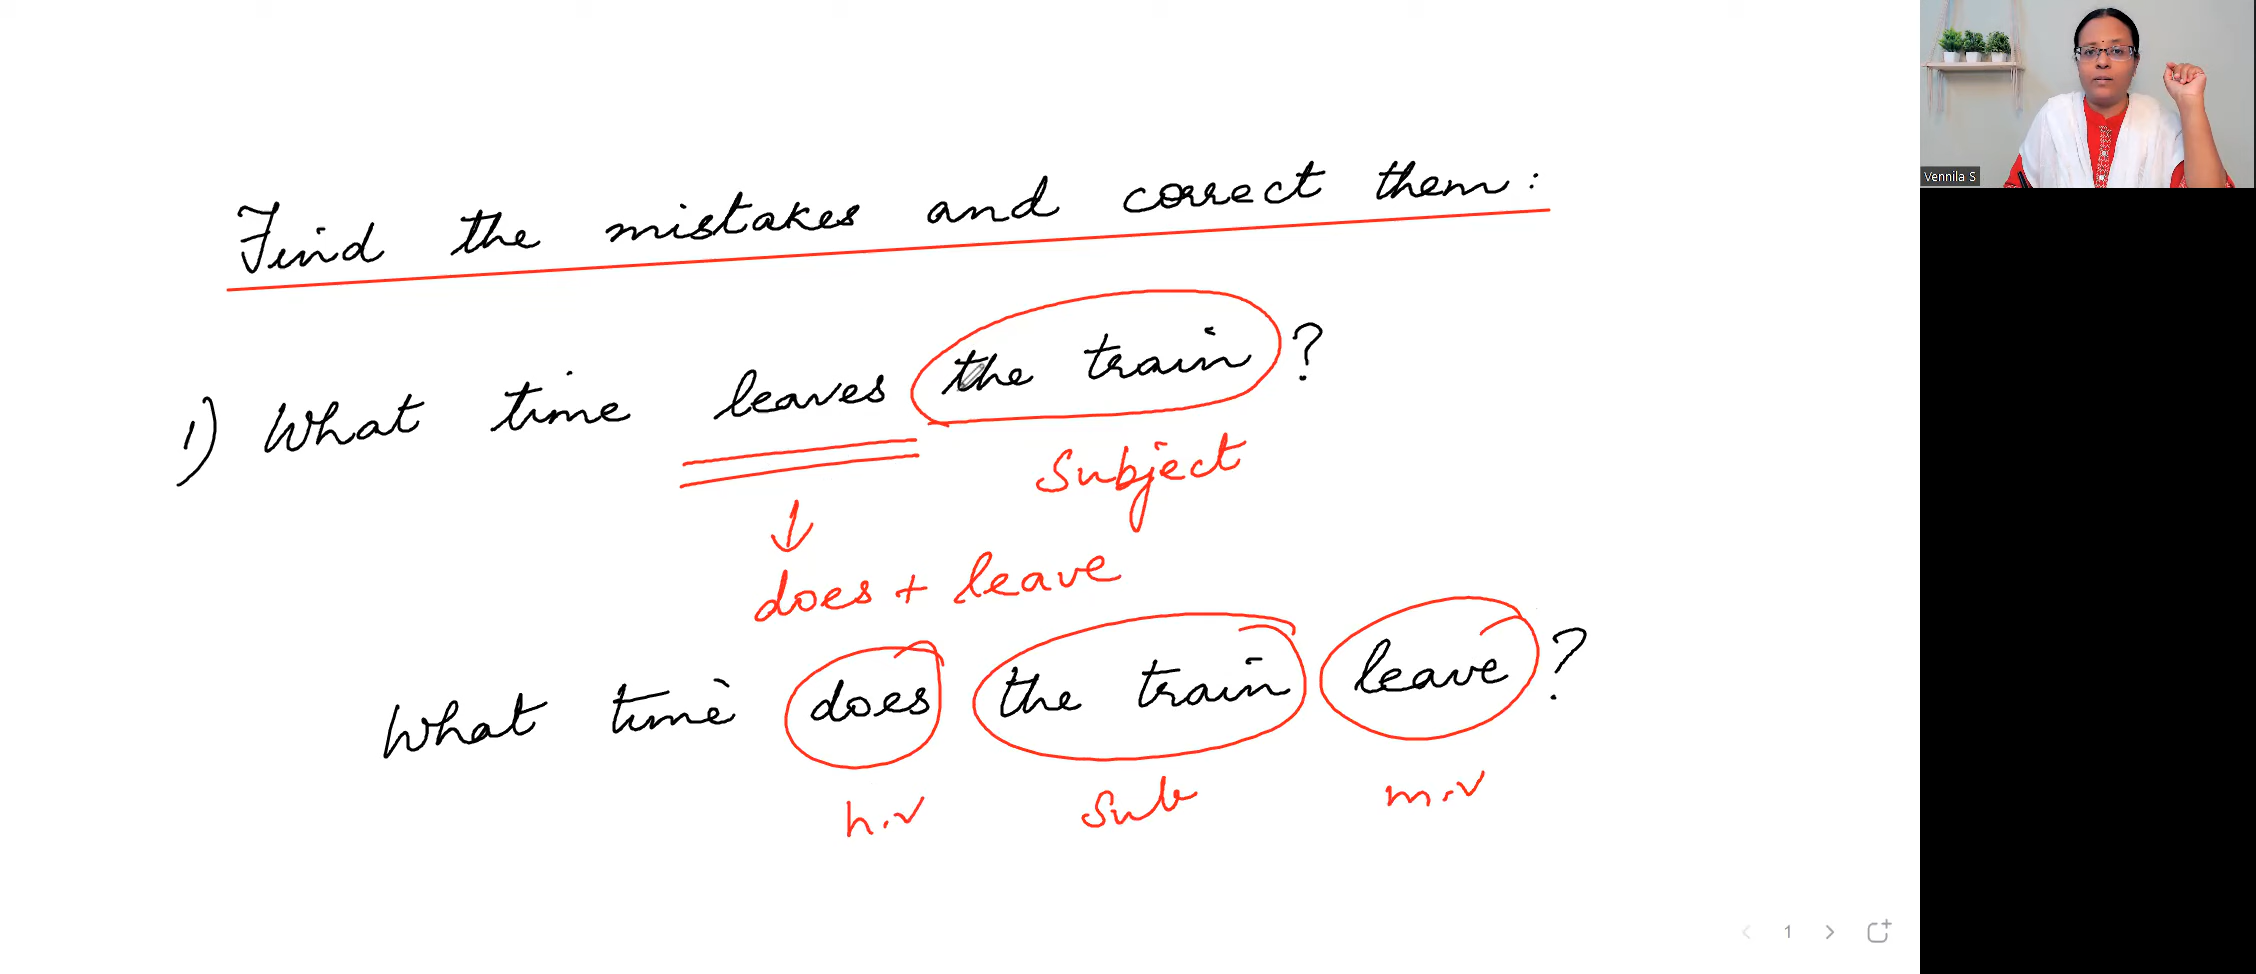 Find the mistakes and correct them:
1) What time leaves the train ?
Subject
↓
does + leave
What time does the train leave ?
h.v Sub m.v
Vennila S
1